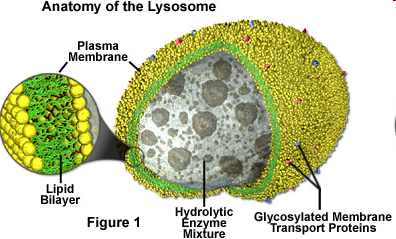 Anatomy of the Lysosome
Plasma
Membrane
Lipid
Bilayer
Figure 1
Hydrolytic
Enzyme
Mixture
Glycosylated Membrane
Transport Proteins